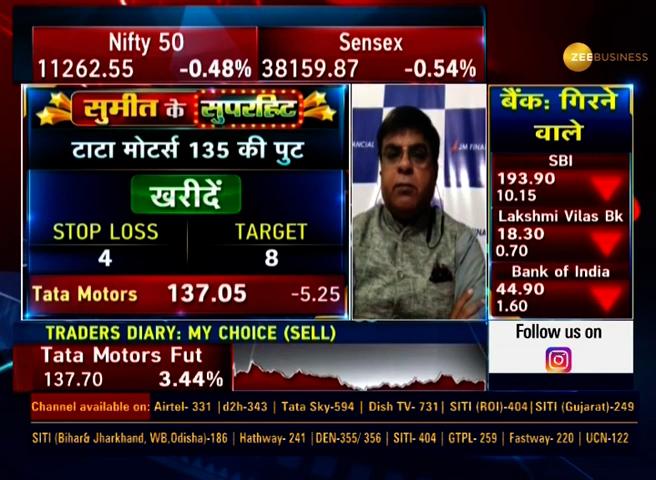 Nifty 50
11262.55 -0.48%
Sensex
38159.87 -0.54%
ZEEBUSINESS
सुमीत के सुपरहिट
टाटा मोटर्स 135 की पुट
खरीदें
STOP LOSS TARGET
4 8
Tata Motors 137.05 -5.25
बैंक: गिरने
वाले
SBI
193.90
10.15
Lakshmi Vilas Bk
18.30
0.70
Bank of India
44.90
1.60
TRADERS DIARY: MY CHOICE (SELL)
Tata Motors Fut
137.70 3.44%
Follow us on
Channel available on: Airtel- 331 | d2h-343 | Tata Sky-594 | Dish TV- 731| SITI (ROI)-404| SITI (Gujarat)-249
SITI (Bihar& Jharkhand, WB,Odisha)-186 | Hathway- 241 |DEN-355/ 356 | SITI- 404 | GTPL- 259 | Fastway- 220 | UCN-122